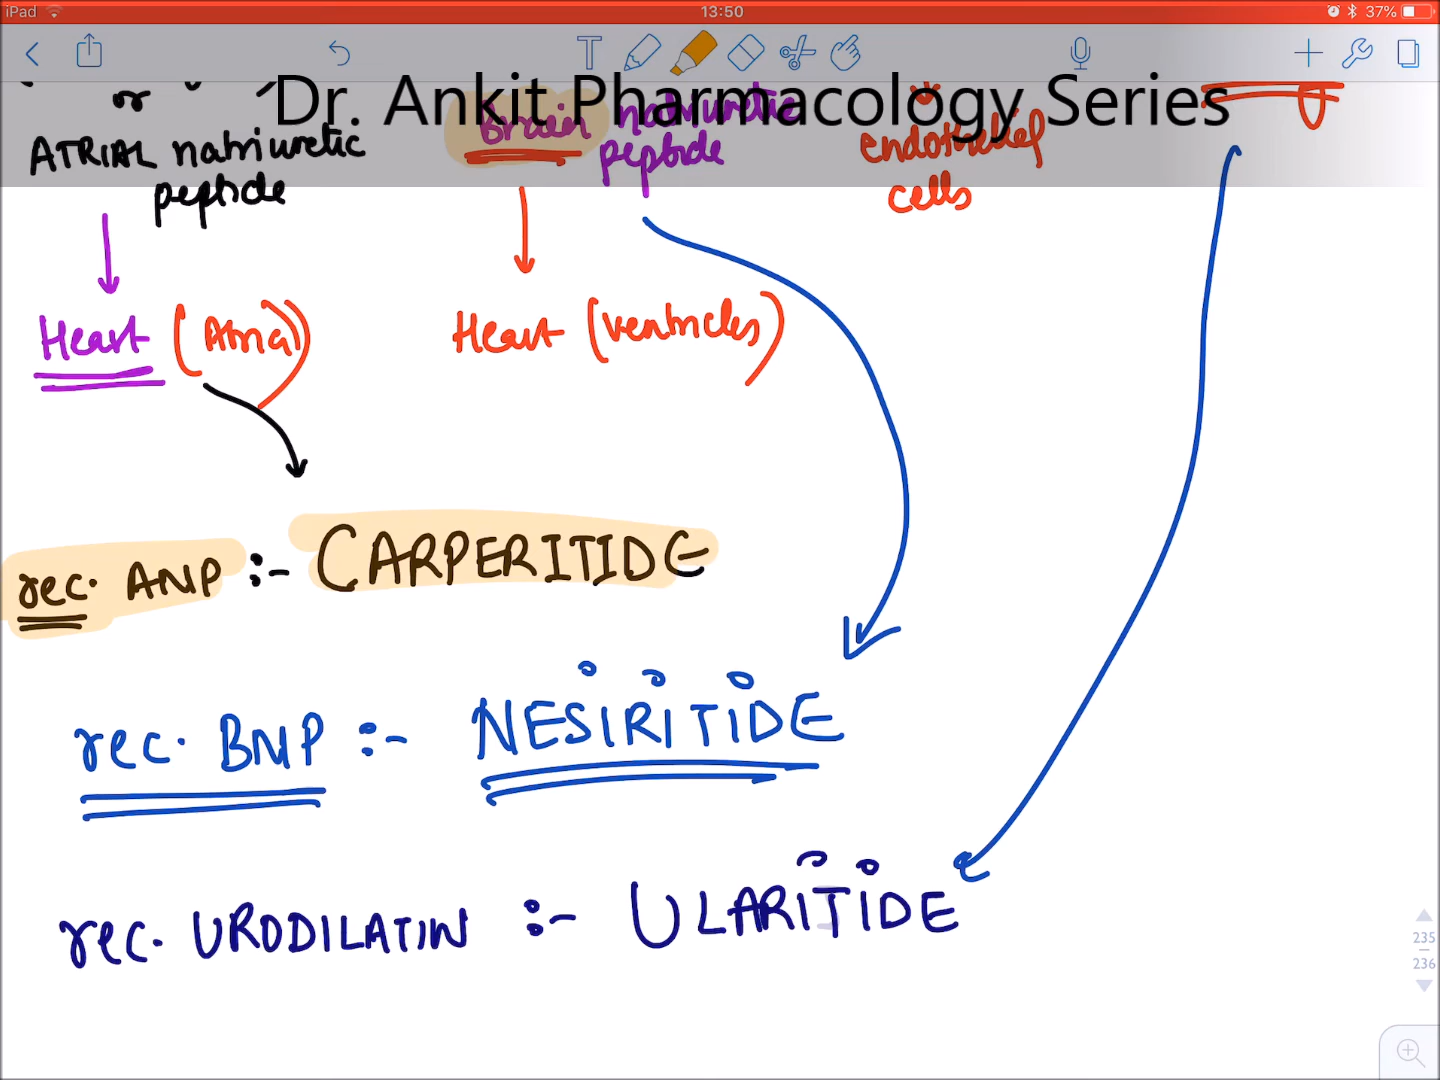 iPad
13:50
37%
Dr. Ankit Pharmacology Series
or
ATRIAL natriuretic peptide
Brain natriuretic peptide
cells
Heart (Atria)
Heart (ventricles)
rec. ANP :- CARPERITIDE
rec. BNP :- NESIRITIDE
rec. URODILATIN :- ULARITIDE
235
236